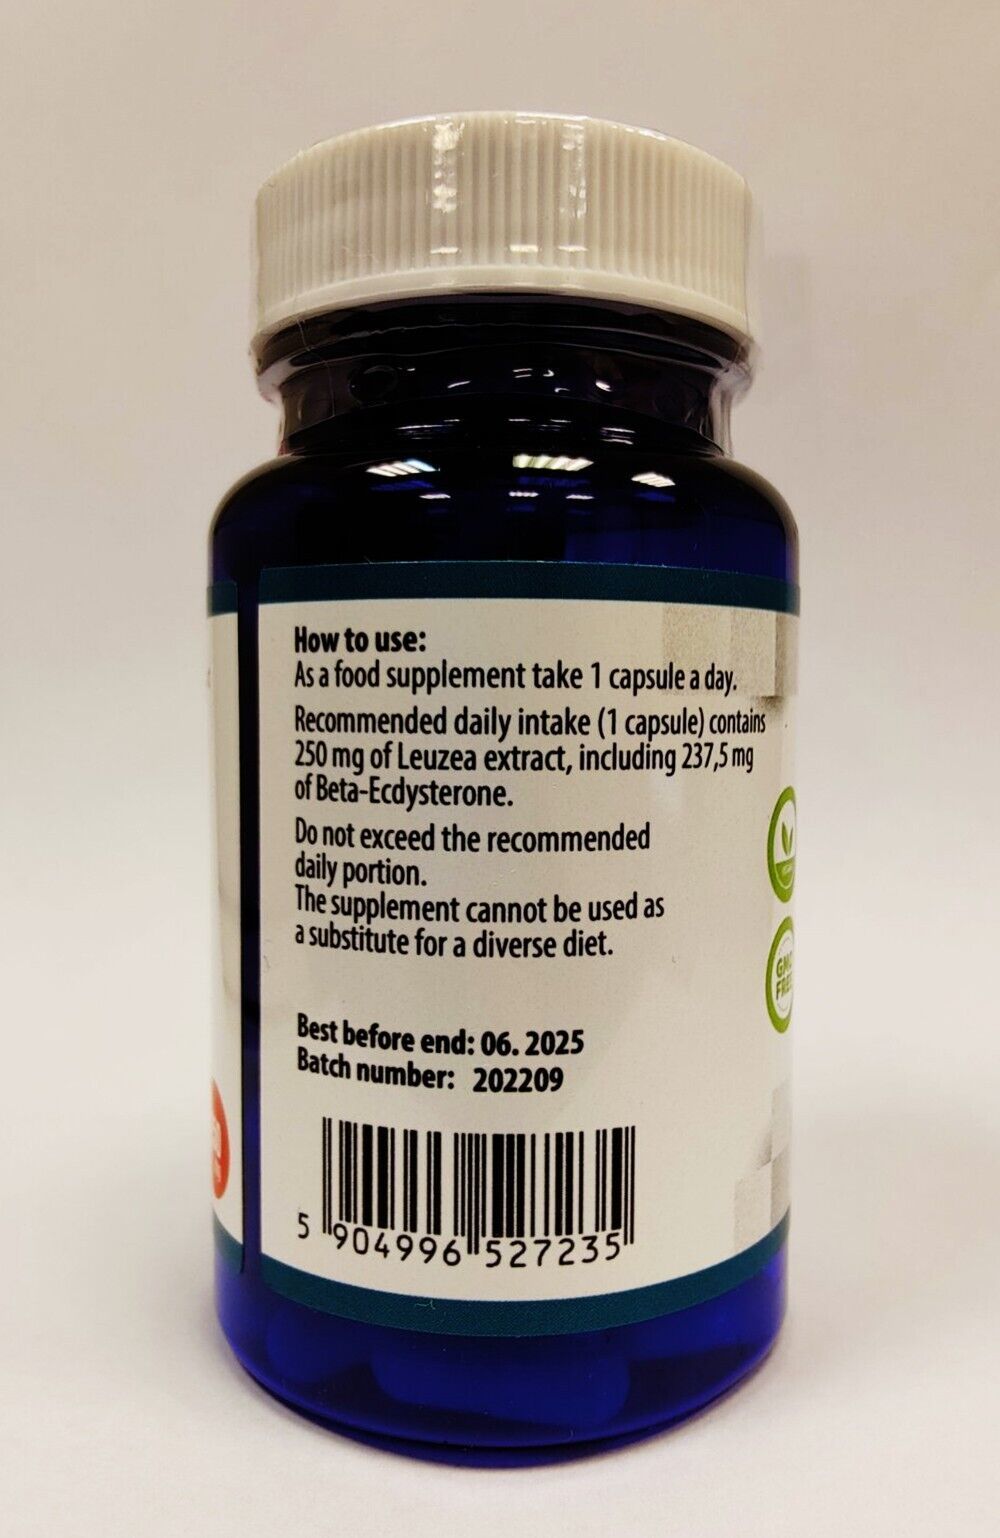 How to use:
As a food supplement take 1 capsule a day.
Recommended daily intake (1 capsule) contains
250 mg of Leuzea extract, including 237,5 mg
of Beta-Ecdysterone.
Do not exceed the recommended
daily portion.
The supplement cannot be used as
a substitute for a diverse diet.
Best before end: 06. 2025
Batch number: 202209
5 904996 527235